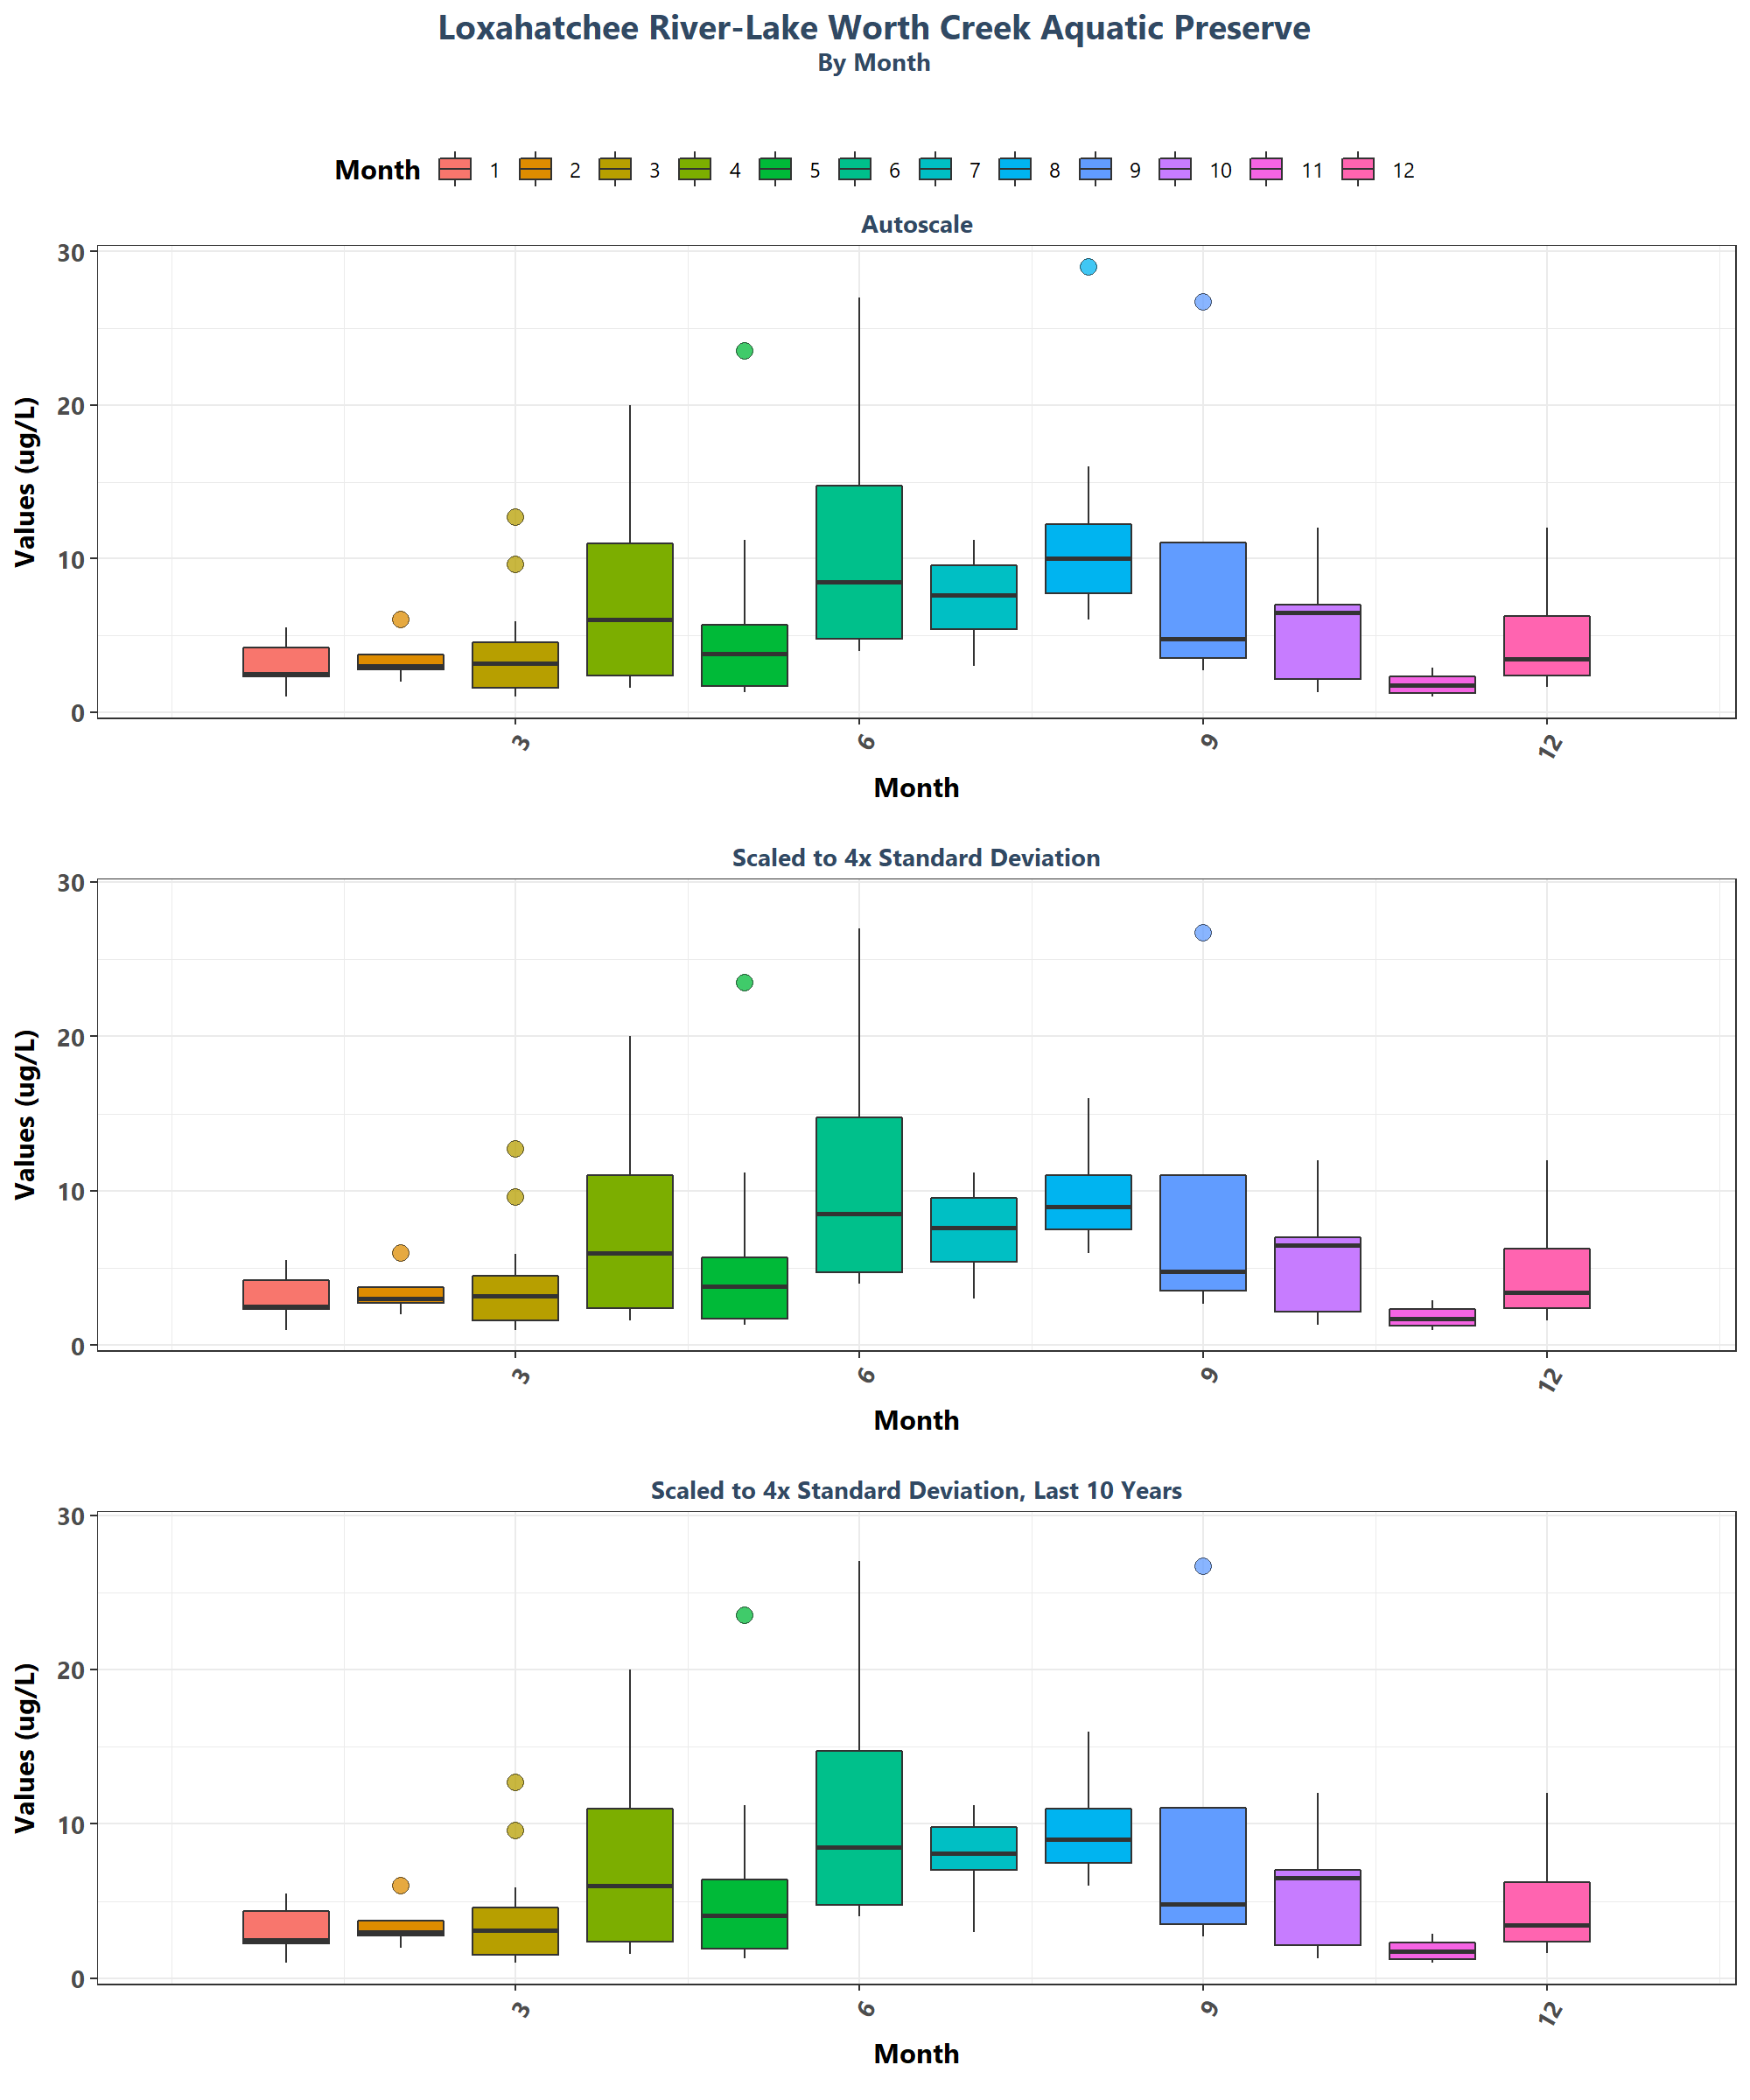 Loxahatchee River-Lake Worth Creek Aquatic Preserve
By Month
Month 1 2 3 4 5 6 7 8 9 10 11 12
Autoscale
Values (ug/L)
30
20
10
0
3 6 9 12
Month
Scaled to 4x Standard Deviation
Values (ug/L)
30
20
10
0
3 6 9 12
Month
Scaled to 4x Standard Deviation, Last 10 Years
Values (ug/L)
30
20
10
0
3 6 9 12
Month